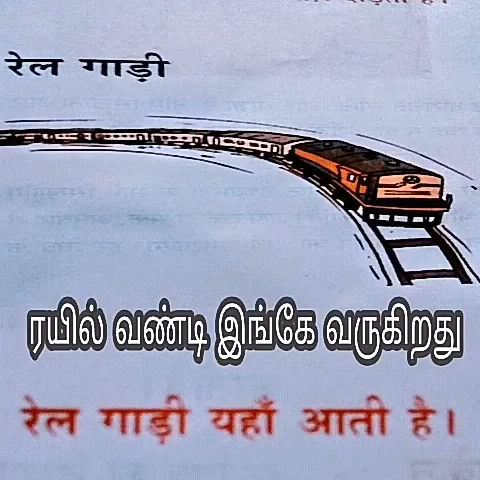 रेल गाड़ी
ரயில் வண்டி இங்கே வருகிறது
रेल गाड़ी यहाँ आती है।